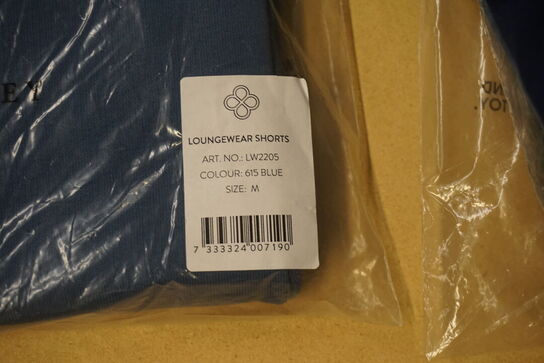 LOUNGEWEAR SHORTS
ART. NO.: LW2205
COLOUR: 615 BLUE
SIZE: M
7 333324 007190